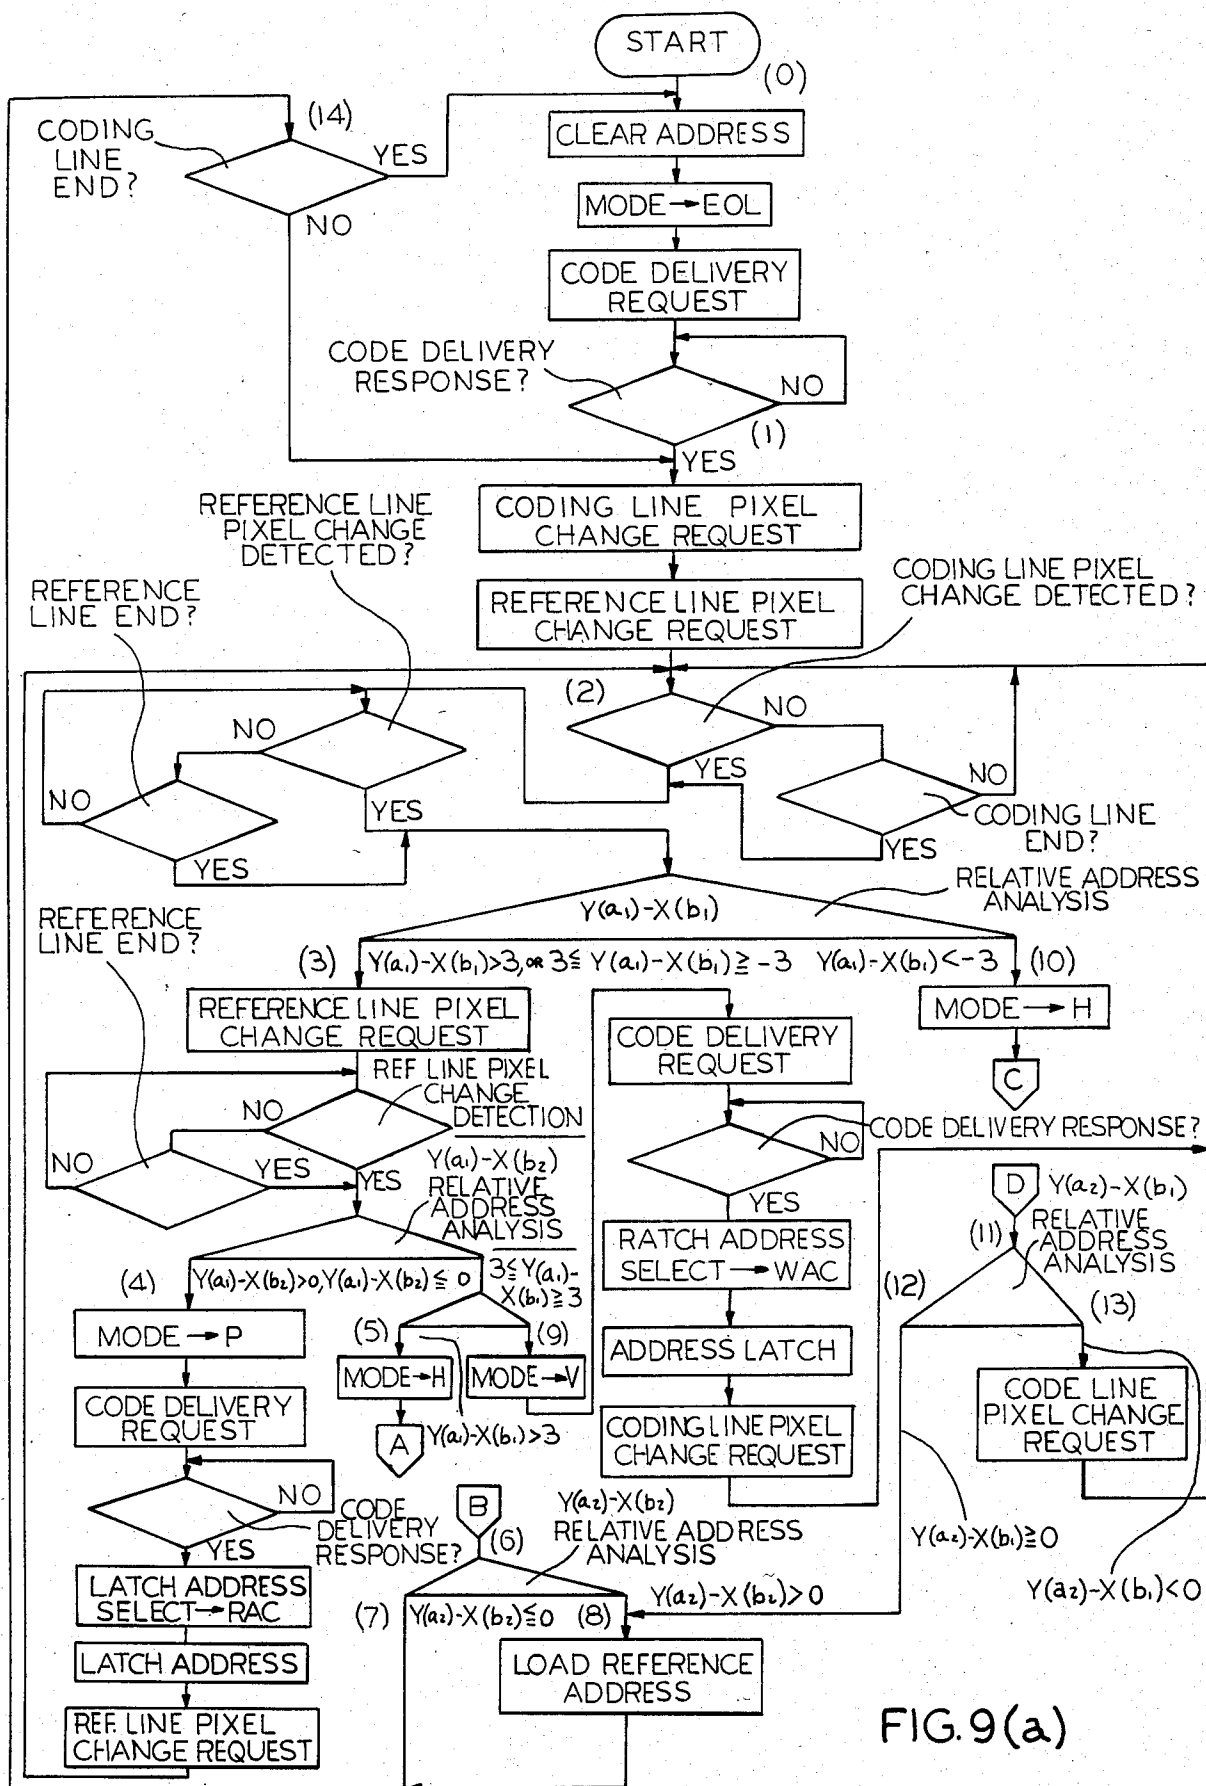 START
(0)
(14)
CODING
LINE
END?
YES
NO
CLEAR ADDRESS
MODE→EOL
CODE DELIVERY
REQUEST
CODE DELIVERY
RESPONSE?
NO
(1)
YES
CODING LINE PIXEL
CHANGE REQUEST
REFERENCE LINE
PIXEL CHANGE
DETECTED?
CODING LINE PIXEL
CHANGE DETECTED?
REFERENCE
LINE END?
REFERENCE LINE PIXEL
CHANGE REQUEST
(2)
NO
NO
YES
NO
NO
YES
CODING LINE
END?
YES
YES
RELATIVE ADDRESS
ANALYSIS
Y(a₁)-X(b₁)
REFERENCE
LINE END?
(3)
Y(a₁)-X(b₁)>3, OR 3≦ Y(a₁)-X(b₁)≧-3
Y(a₁)-X(b₁)<-3
(10)
REFERENCE LINE PIXEL
CHANGE REQUEST
MODE→H
C
CODE DELIVERY
REQUEST
REF LINE PIXEL
CHANGE
DETECTION
NO
NO
YES
YES
CODE DELIVERY RESPONSE?
NO
YES
Y(a₁)-X(b₂)
RELATIVE
ADDRESS
ANALYSIS
D
Y(a₂)-X(b₁)
RELATIVE
ADDRESS
ANALYSIS
(11)
RATCH ADDRESS
SELECT→WAC
(4)
Y(a₁)-X(b₂)>0, Y(a₁)-X(b₂)≦0
3≦Y(a₁)-
X(b₁)≧3
(12)
(13)
MODE→P
(5)
(9)
MODE→H
MODE→V
ADDRESS LATCH
CODE LINE
PIXEL CHANGE
REQUEST
CODE DELIVERY
REQUEST
A
Y(a₁)-X(b₁)>3
CODING LINE PIXEL
CHANGE REQUEST
NO
CODE
DELIVERY
RESPONSE?
YES
B
(6)
Y(a₂)-X(b₂)
RELATIVE ADDRESS
ANALYSIS
Y(a₂)-X(b₁)≧0
Y(a₂)-X(b₁)<0
LATCH ADDRESS
SELECT→RAC
(7)
Y(a₂)-X(b₂)≦0
(8)
Y(a₂)-X(b₂)>0
LATCH ADDRESS
LOAD REFERENCE
ADDRESS
REF. LINE PIXEL
CHANGE REQUEST
FIG. 9(a)